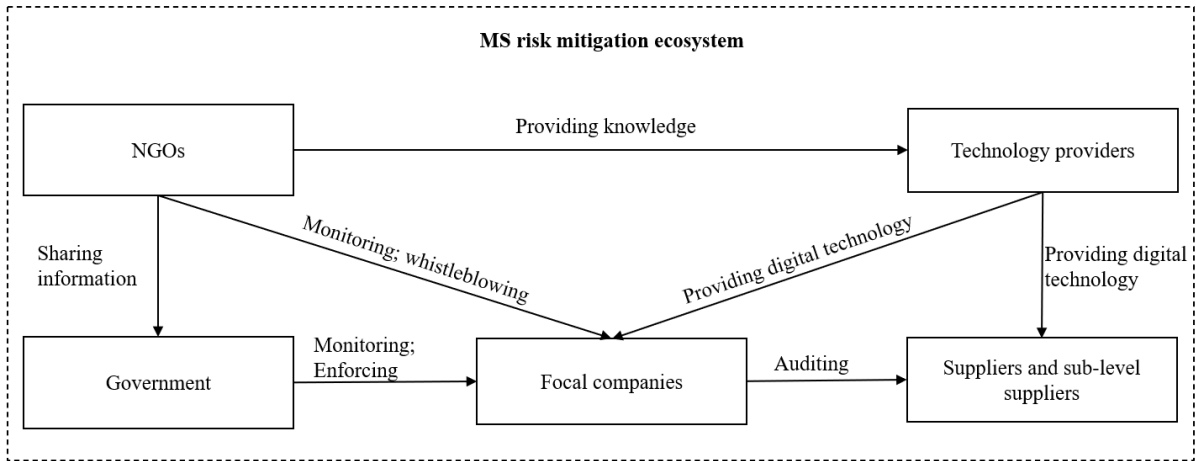 MS risk mitigation ecosystem
Providing knowledge
NGOs
Technology providers
Sharing
information
Monitoring; whistleblowing
Providing digital technology
Providing digital
technology
Government
Monitoring;
Enforcing
Focal companies
Auditing
Suppliers and sub-level
suppliers